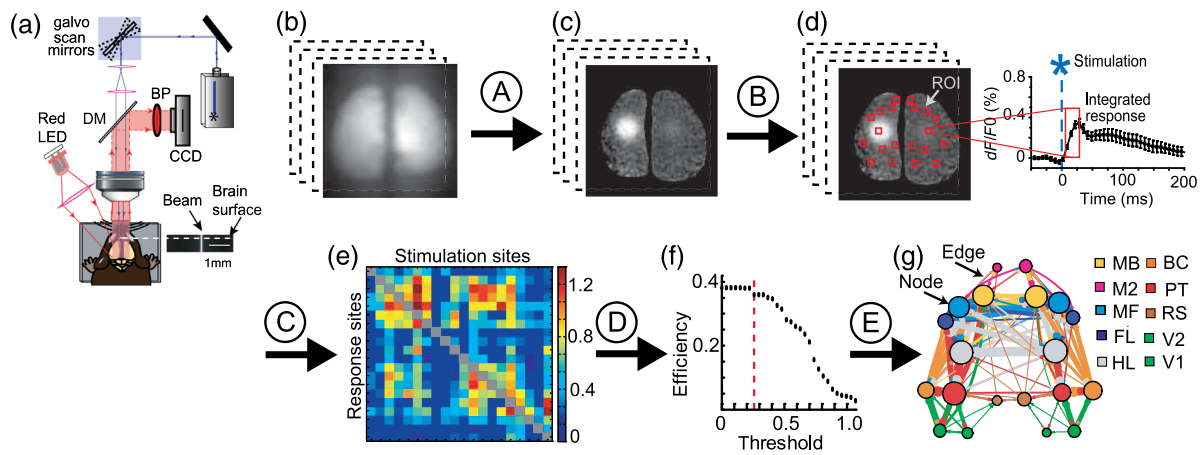 (a)
galvo
scan
mirrors
Red
LED
DM
BP
CCD
Beam
Brain
surface
1mm
(b)
A
(c)
B
(d)
ROI
Stimulation
Integrated
response
dF/F0 (%)
0.8
0.4
0
0
100
200
Time (ms)
C
(e)
Stimulation sites
Response sites
1.2
0.8
0.4
0
D
(f)
Efficiency
0.4
0.2
0
0.5
1.0
Threshold
E
(g)
Edge
Node
MB
M2
MF
FL
HL
BC
PT
RS
V2
V1